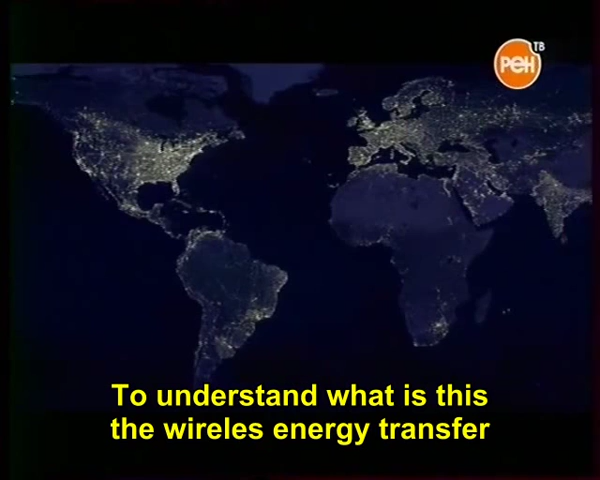 РЕН ТВ
To understand what is this
the wireles energy transfer